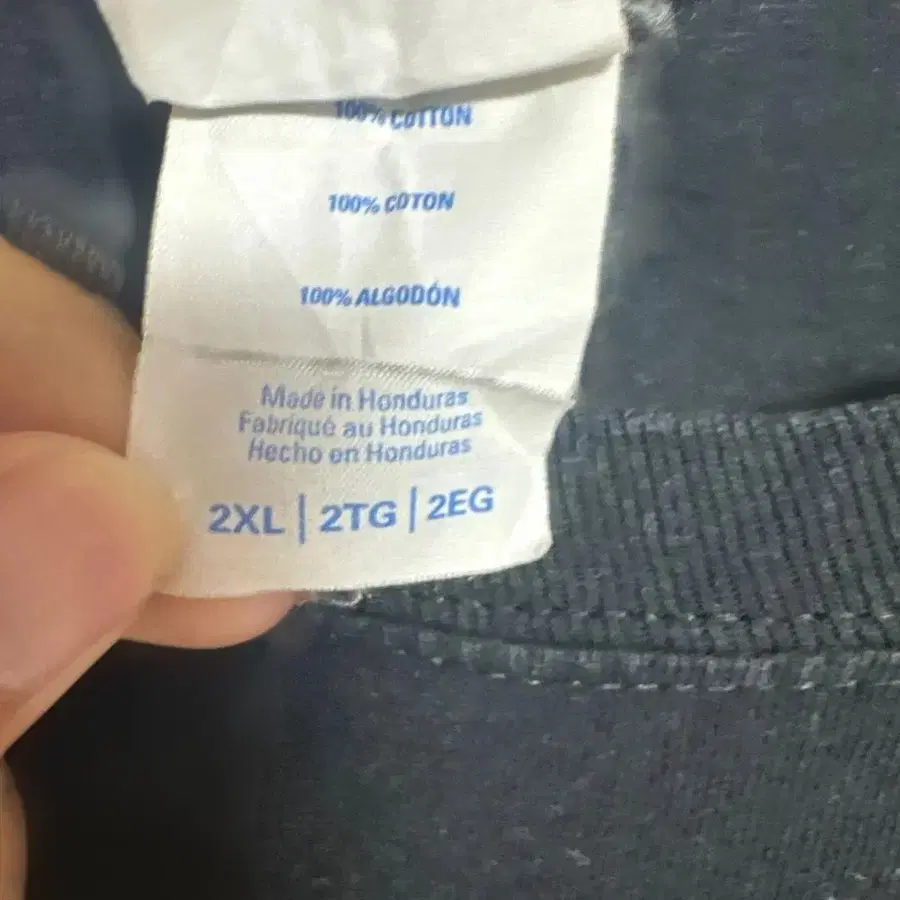 100% COTTON
100% COTON
100% ALGODÓN
Made in Honduras
Fabriqué au Honduras
Hecho en Honduras
2XL | 2TG | 2EG